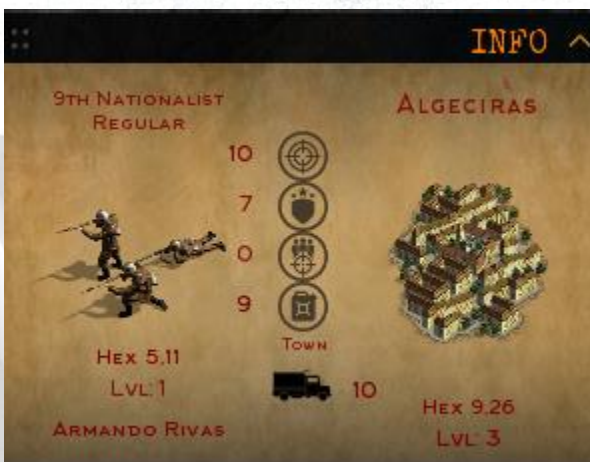 INFO
9TH NATIONALIST
REGULAR
ALGECIRAS
10
7
0
9
TOWN
10
HEX 5,11
LVL: 1
ARMANDO RIVAS
HEX 9,26
LVL: 3